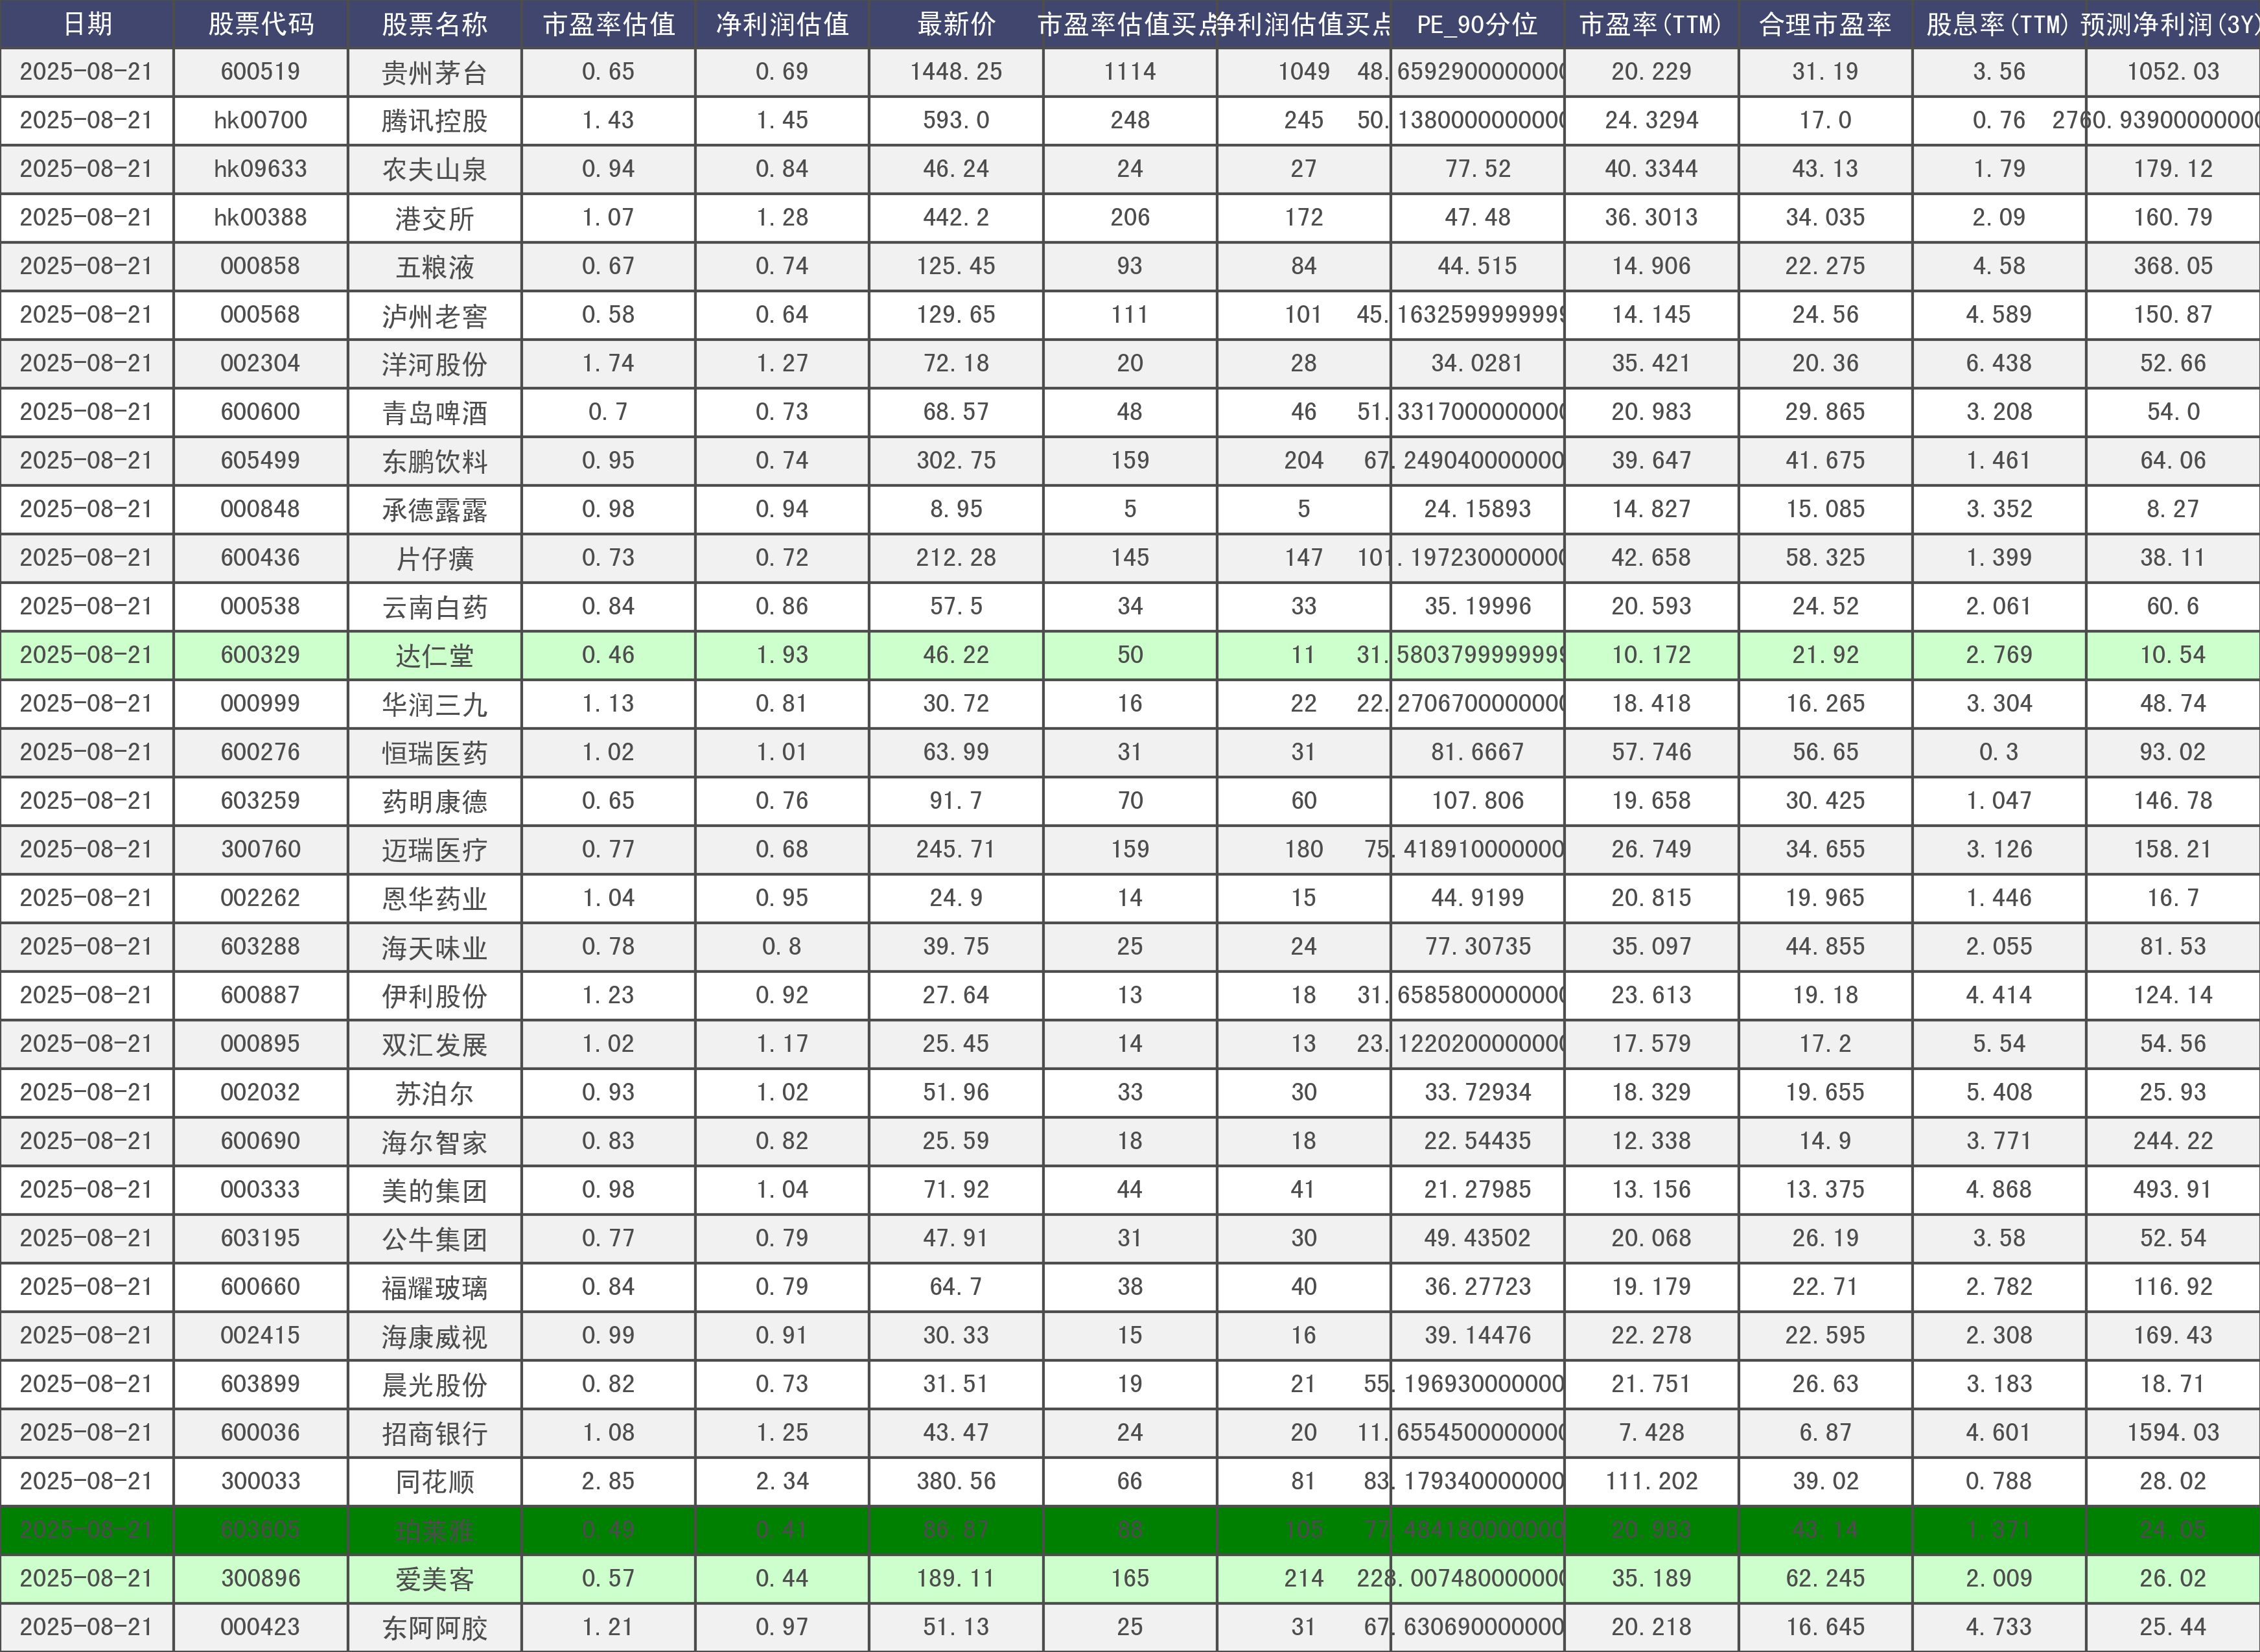 日期 股票代码 股票名称 市盈率估值 净利润估值 最新价 市盈率估值买点 净利润估值买点 PE_90分位 市盈率(TTM) 合理市盈率 股息率(TTM) 预测净利润(3Y)
2025-08-21 600519 贵州茅台 0.65 0.69 1448.25 1114 1049 48.6592900000000 20.229 31.19 3.56 1052.03
2025-08-21 hk00700 腾讯控股 1.43 1.45 593.0 248 245 50.1380000000000 24.3294 17.0 0.76 2760.93900000000
2025-08-21 hk09633 农夫山泉 0.94 0.84 46.24 24 27 77.52 40.3344 43.13 1.79 179.12
2025-08-21 hk00388 港交所 1.07 1.28 442.2 206 172 47.48 36.3013 34.035 2.09 160.79
2025-08-21 000858 五粮液 0.67 0.74 125.45 93 84 44.515 14.906 22.275 4.58 368.05
2025-08-21 000568 泸州老窖 0.58 0.64 129.65 111 101 45.1632599999999 14.145 24.56 4.589 150.87
2025-08-21 002304 洋河股份 1.74 1.27 72.18 20 28 34.0281 35.421 20.36 6.438 52.66
2025-08-21 600600 青岛啤酒 0.7 0.73 68.57 48 46 51.3317000000000 20.983 29.865 3.208 54.0
2025-08-21 605499 东鹏饮料 0.95 0.74 302.75 159 204 67.249040000000 39.647 41.675 1.461 64.06
2025-08-21 000848 承德露露 0.98 0.94 8.95 5 5 24.15893 14.827 15.085 3.352 8.27
2025-08-21 600436 片仔癀 0.73 0.72 212.28 145 147 101.197230000000 42.658 58.325 1.399 38.11
2025-08-21 000538 云南白药 0.84 0.86 57.5 34 33 35.19996 20.593 24.52 2.061 60.6
2025-08-21 600329 达仁堂 0.46 1.93 46.22 50 11 31.5803799999999 10.172 21.92 2.769 10.54
2025-08-21 000999 华润三九 1.13 0.81 30.72 16 22 22.2706700000000 18.418 16.265 3.304 48.74
2025-08-21 600276 恒瑞医药 1.02 1.01 63.99 31 31 81.6667 57.746 56.65 0.3 93.02
2025-08-21 603259 药明康德 0.65 0.76 91.7 70 60 107.806 19.658 30.425 1.047 146.78
2025-08-21 300760 迈瑞医疗 0.77 0.68 245.71 159 180 75.418910000000 26.749 34.655 3.126 158.21
2025-08-21 002262 恩华药业 1.04 0.95 24.9 14 15 44.9199 20.815 19.965 1.446 16.7
2025-08-21 603288 海天味业 0.78 0.8 39.75 25 24 77.30735 35.097 44.855 2.055 81.53
2025-08-21 600887 伊利股份 1.23 0.92 27.64 13 18 31.6585800000000 23.613 19.18 4.414 124.14
2025-08-21 000895 双汇发展 1.02 1.17 25.45 14 13 23.1220200000000 17.579 17.2 5.54 54.56
2025-08-21 002032 苏泊尔 0.93 1.02 51.96 33 30 33.72934 18.329 19.655 5.408 25.93
2025-08-21 600690 海尔智家 0.83 0.82 25.59 18 18 22.54435 12.338 14.9 3.771 244.22
2025-08-21 000333 美的集团 0.98 1.04 71.92 44 41 21.27985 13.156 13.375 4.868 493.91
2025-08-21 603195 公牛集团 0.77 0.79 47.91 31 30 49.43502 20.068 26.19 3.58 52.54
2025-08-21 600660 福耀玻璃 0.84 0.79 64.7 38 40 36.27723 19.179 22.71 2.782 116.92
2025-08-21 002415 海康威视 0.99 0.91 30.33 15 16 39.14476 22.278 22.595 2.308 169.43
2025-08-21 603899 晨光股份 0.82 0.73 31.51 19 21 55.196930000000 21.751 26.63 3.183 18.71
2025-08-21 600036 招商银行 1.08 1.25 43.47 24 20 11.6554500000000 7.428 6.87 4.601 1594.03
2025-08-21 300033 同花顺 2.85 2.34 380.56 66 81 83.179340000000 111.202 39.02 0.788 28.02
2025-08-21 603605 珀莱雅 0.49 0.41 86.87 88 105 77.484180000000 20.983 43.14 1.371 24.05
2025-08-21 300896 爱美客 0.57 0.44 189.11 165 214 228.007480000000 35.189 62.245 2.009 26.02
2025-08-21 000423 东阿阿胶 1.21 0.97 51.13 25 31 67.630690000000 20.218 16.645 4.733 25.44